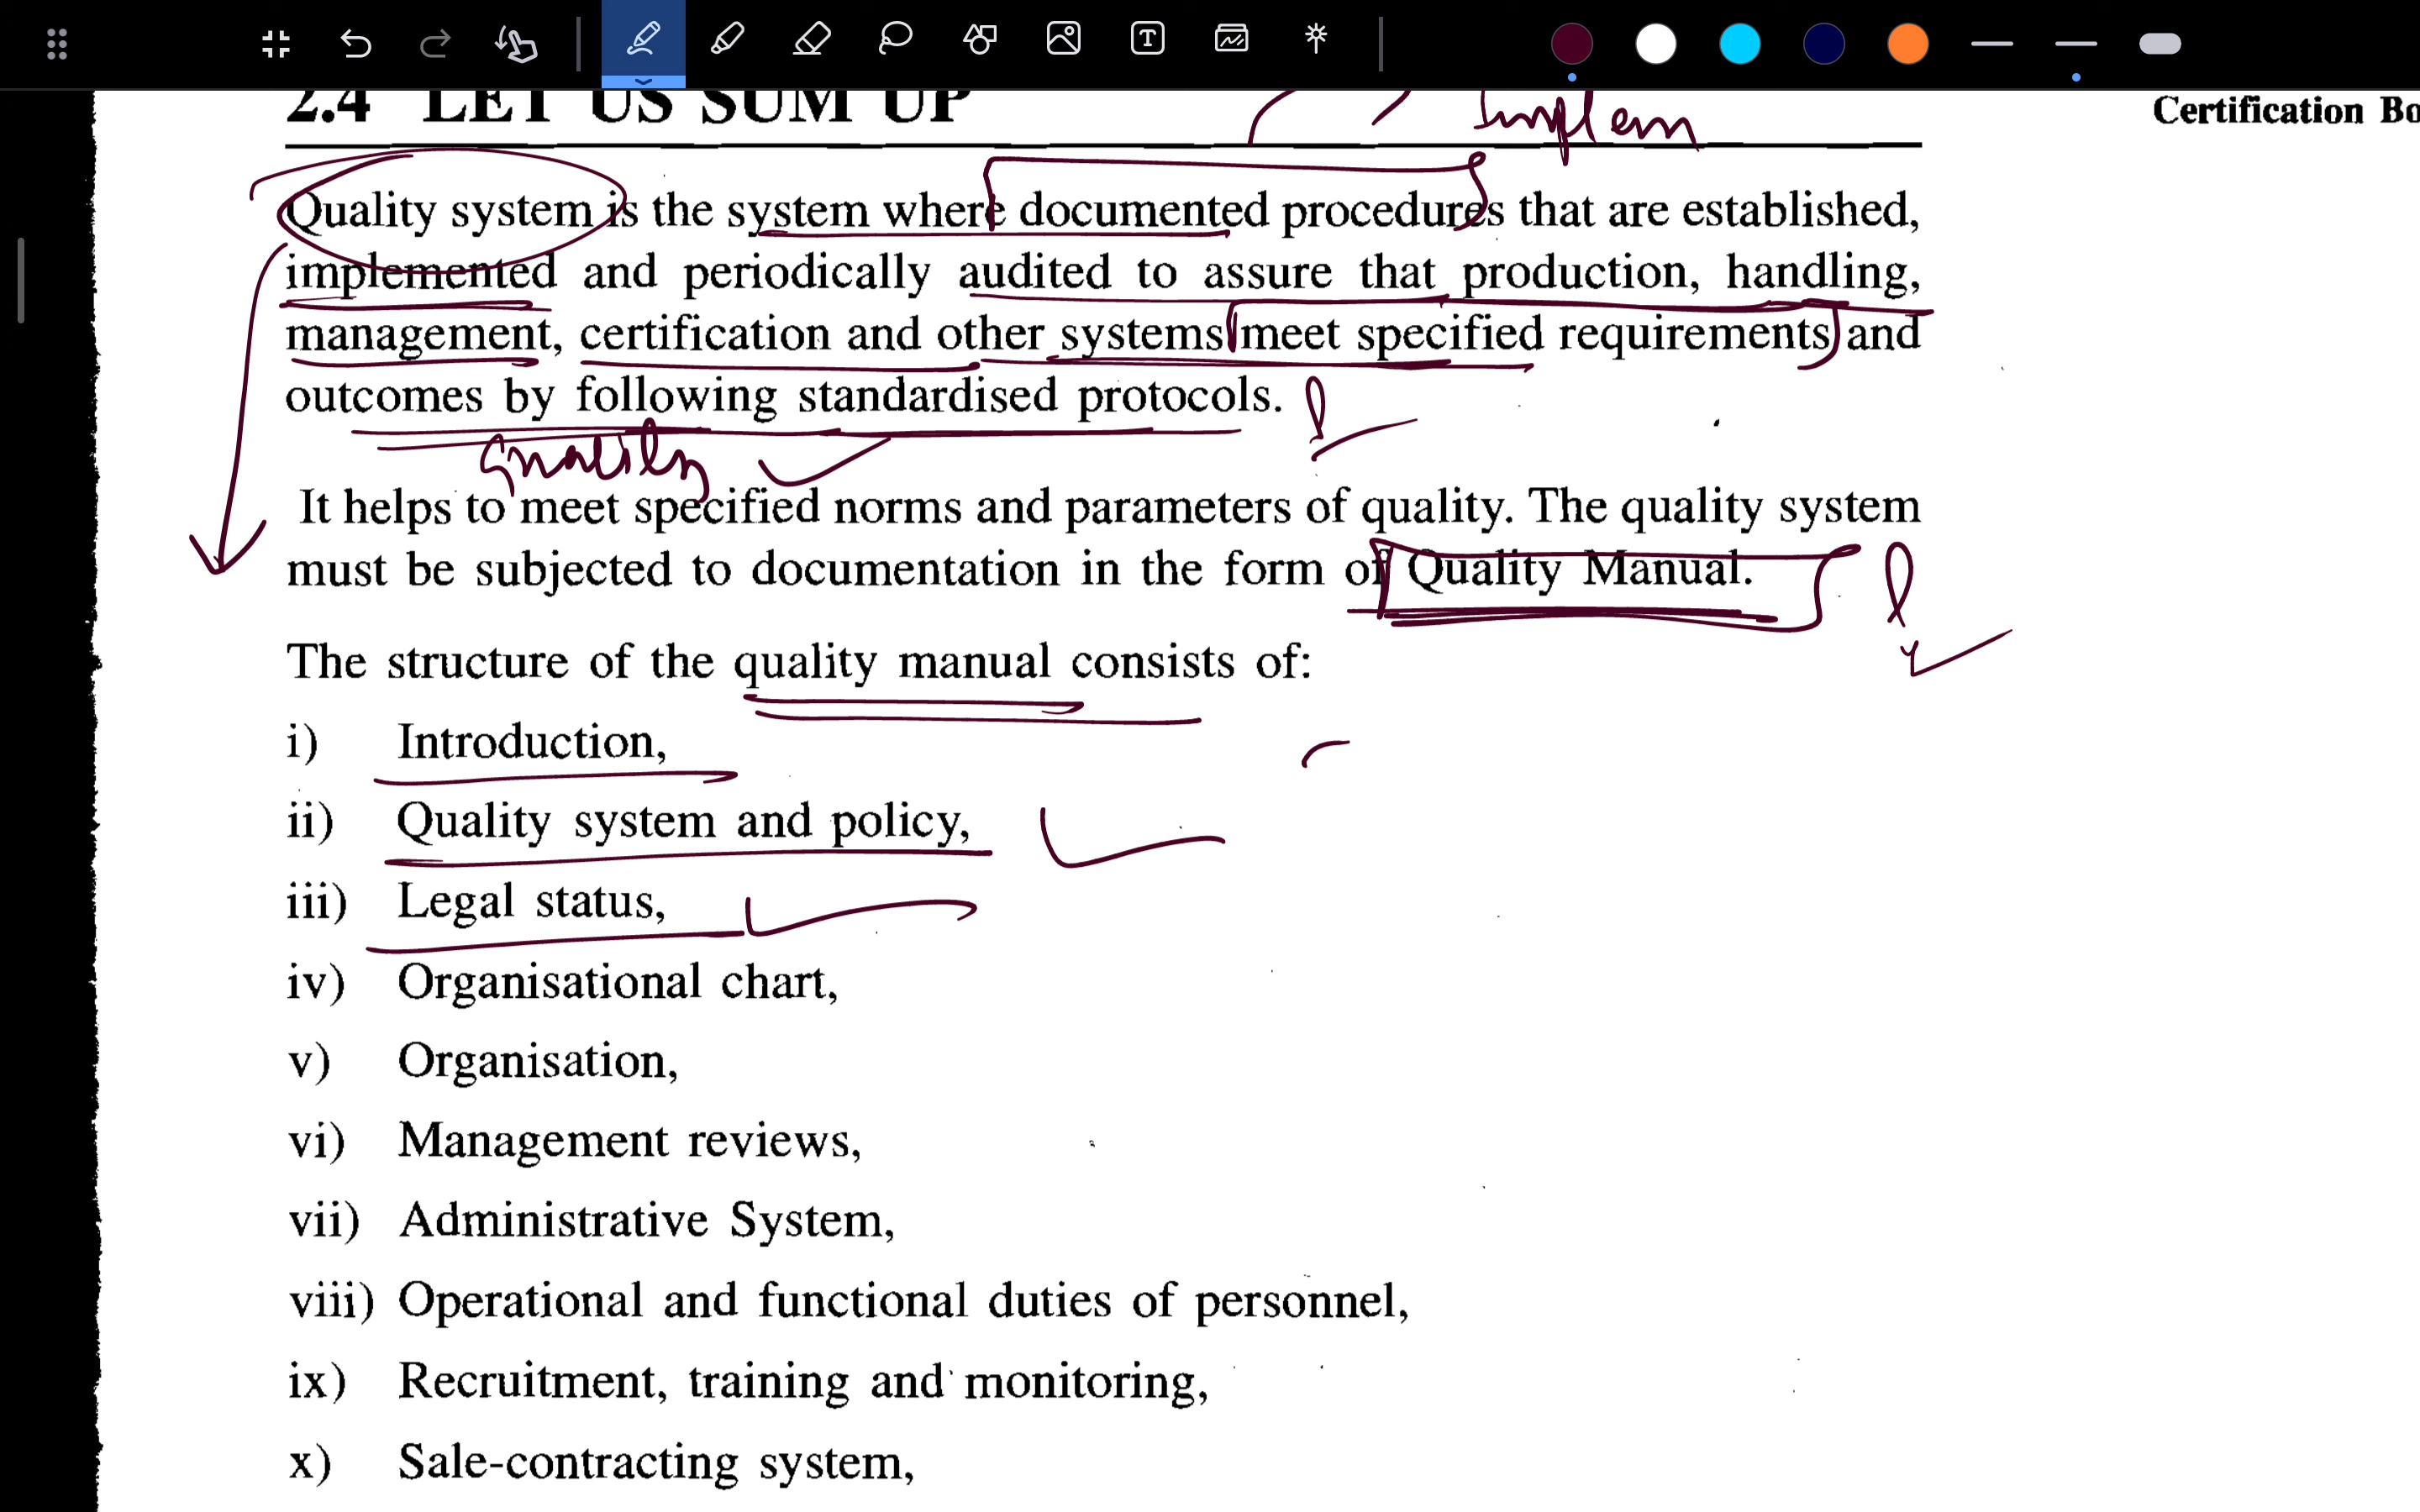 2.4 LET US SUM UP
Implem
Certification Bo
Quality system is the system where documented procedures that are established,
implemented and periodically audited to assure that production, handling,
management, certification and other systems meet specified requirements and
outcomes by following standardised protocols.
Quality
It helps to meet specified norms and parameters of quality. The quality system
must be subjected to documentation in the form of Quality Manual.
The structure of the quality manual consists of:
i) Introduction,
ii) Quality system and policy,
iii) Legal status,
iv) Organisational chart,
v) Organisation,
vi) Management reviews,
vii) Administrative System,
viii) Operational and functional duties of personnel,
ix) Recruitment, training and monitoring,
x) Sale-contracting system,